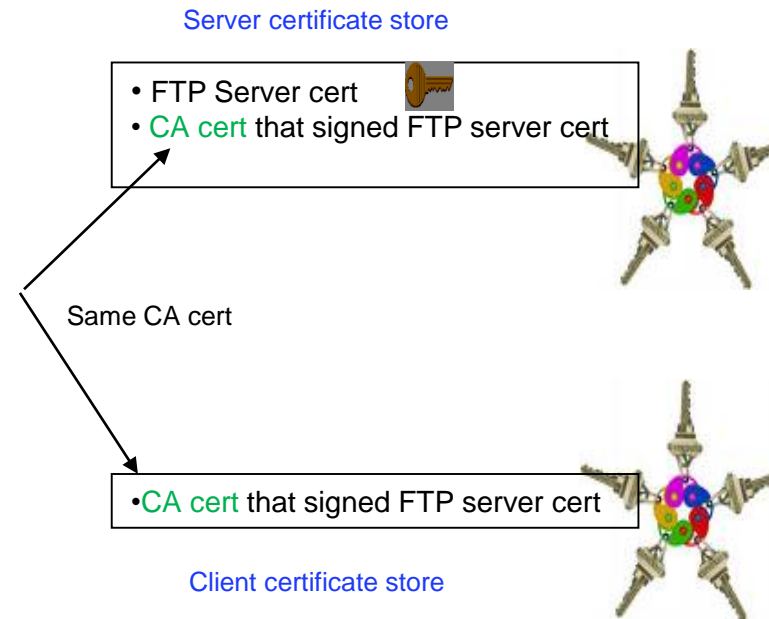 Server certificate store
• FTP Server cert
• CA cert that signed FTP server cert
Same CA cert
•CA cert that signed FTP server cert
Client certificate store